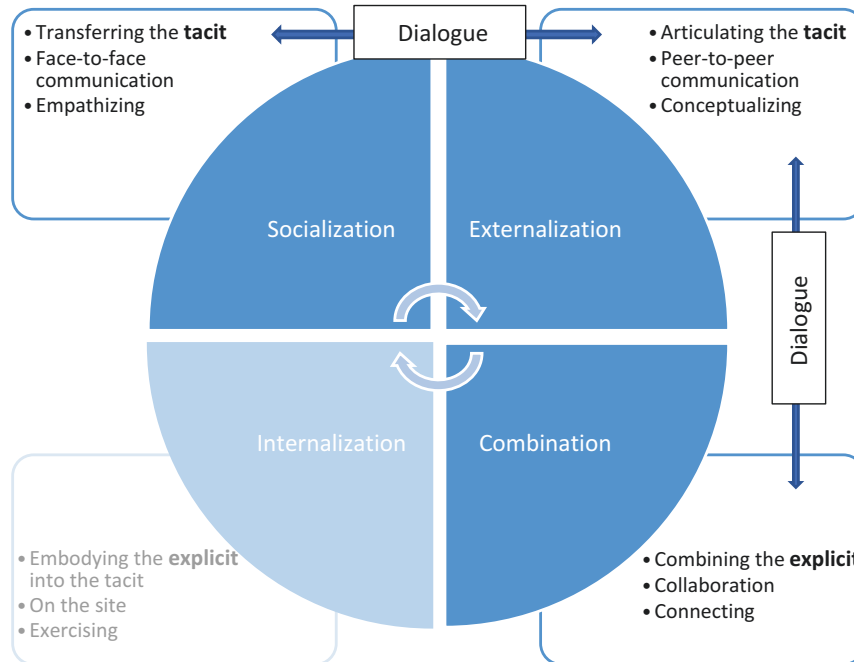 • Transferring the tacit
• Face-to-face
communication
• Empathizing
Dialogue
• Articulating the tacit
• Peer-to-peer
communication
• Conceptualizing
Socialization
Externalization
Dialogue
Internalization
Combination
• Embodying the explicit
into the tacit
• On the site
• Exercising
• Combining the explicit
• Collaboration
• Connecting